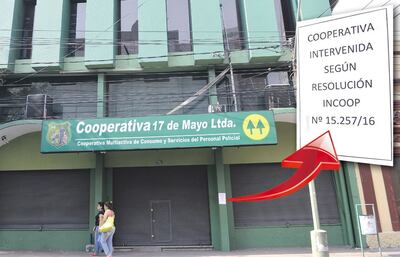 Cooperativa 17 de Mayo Ltda.
Cooperativa Multiactiva de Consumo y Servicios del Personal Policial
COOPERATIVA
INTERVENIDA
SEGÚN
RESOLUCIÓN
INCOOP
Nº 15.257/16